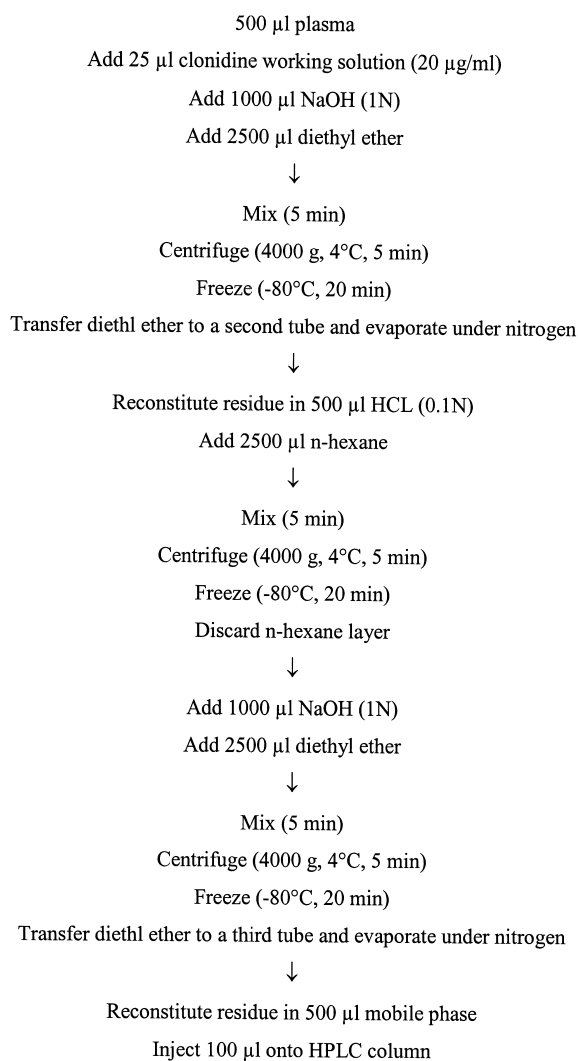 500 µl plasma
Add 25 µl clonidine working solution (20 µg/ml)
Add 1000 µl NaOH (1N)
Add 2500 µl diethyl ether
↓
Mix (5 min)
Centrifuge (4000 g, 4°C, 5 min)
Freeze (-80°C, 20 min)
Transfer diethl ether to a second tube and evaporate under nitrogen
↓
Reconstitute residue in 500 µl HCL (0.1N)
Add 2500 µl n-hexane
↓
Mix (5 min)
Centrifuge (4000 g, 4°C, 5 min)
Freeze (-80°C, 20 min)
Discard n-hexane layer
↓
Add 1000 µl NaOH (1N)
Add 2500 µl diethyl ether
↓
Mix (5 min)
Centrifuge (4000 g, 4°C, 5 min)
Freeze (-80°C, 20 min)
Transfer diethl ether to a third tube and evaporate under nitrogen
↓
Reconstitute residue in 500 µl mobile phase
Inject 100 µl onto HPLC column